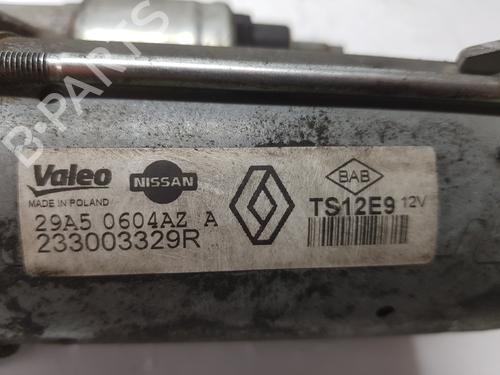 B-PARTS
Valeo
MADE IN POLAND
NISSAN
BAB
TS12E9 12V
29A5 0604AZ A
233003329R